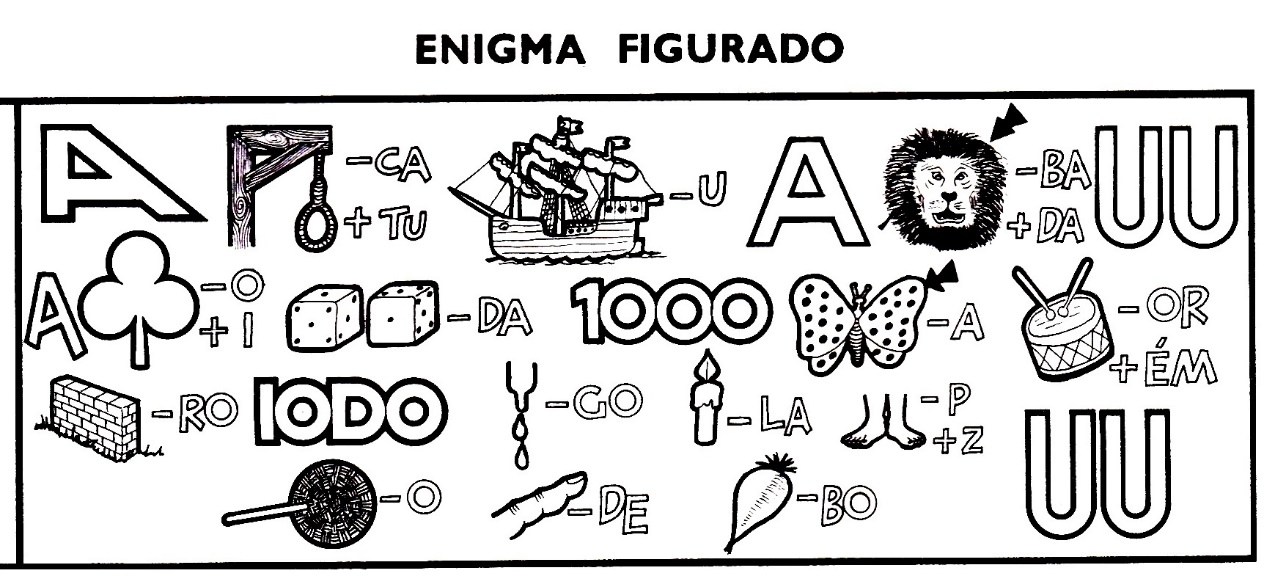 ENIGMA FIGURADO
A -CA +TU -U A -BA +DA UU
A -O +I -DA 1000 -A -OR +ÉM
-RO IODO -GO -LA -P +Z UU
-O -DE -BO